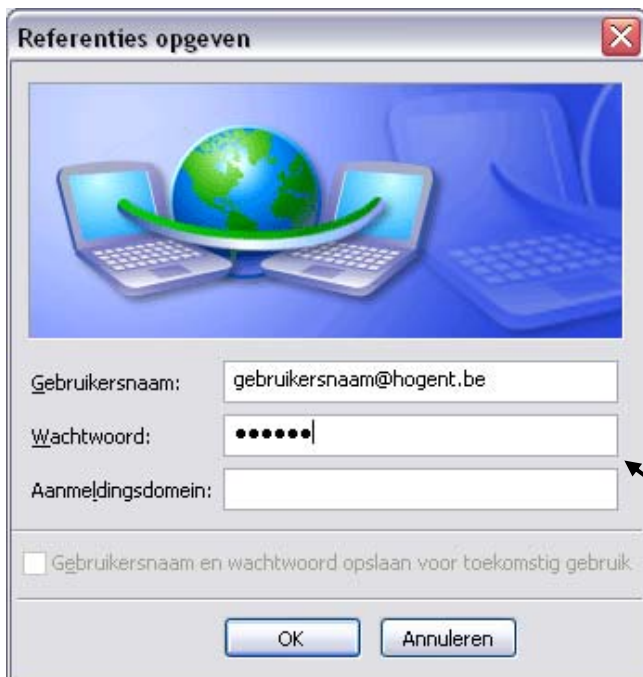 Referenties opgeven
Gebruikersnaam: gebruikersnaam@hogent.be
Wachtwoord: ●●●●●●
Aanmeldingsdomein:
Gebruikersnaam en wachtwoord opslaan voor toekomstig gebruik
OK Annuleren